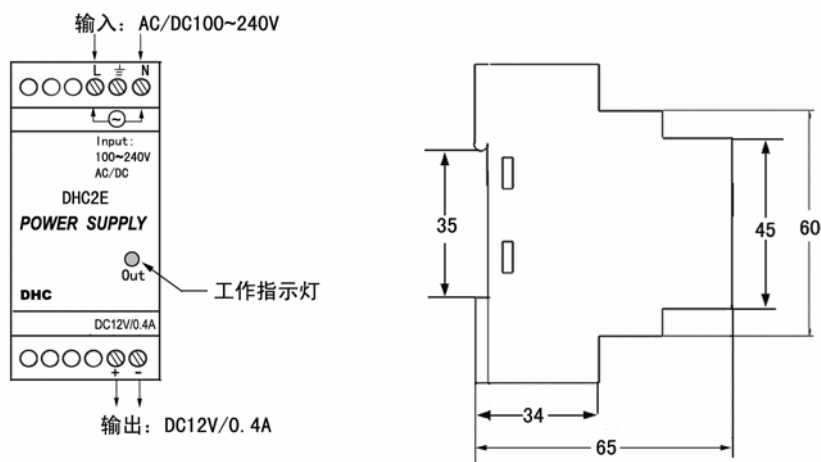 输入: AC/DC100~240V
L ⏚ N
~
Input:
100~240V
AC/DC
DHC2E
POWER SUPPLY
Out
工作指示灯
DHC
DC12V/0.4A
+ -
输出: DC12V/0.4A
35
45
60
34
65